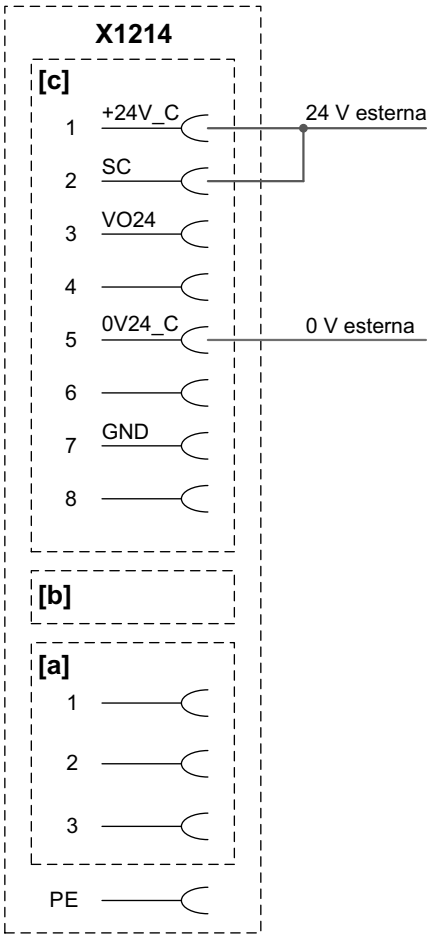 X1214
[c]
1 +24V_C 24 V esterna
2 SC
3 VO24
4
5 0V24_C 0 V esterna
6
7 GND
8
[b]
[a]
1
2
3
PE